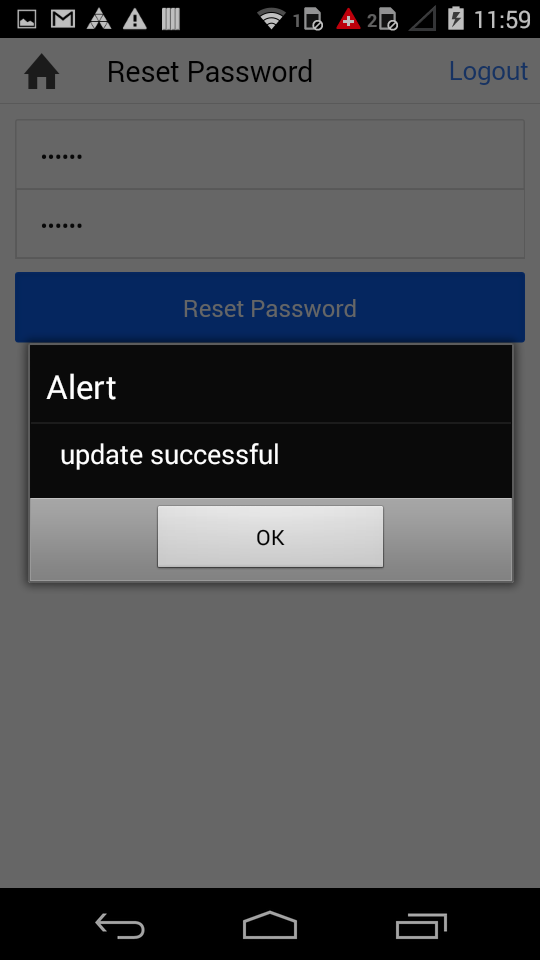 1 2 11:59
Reset Password Logout
••••••
••••••
Reset Password
Alert
update successful
OK